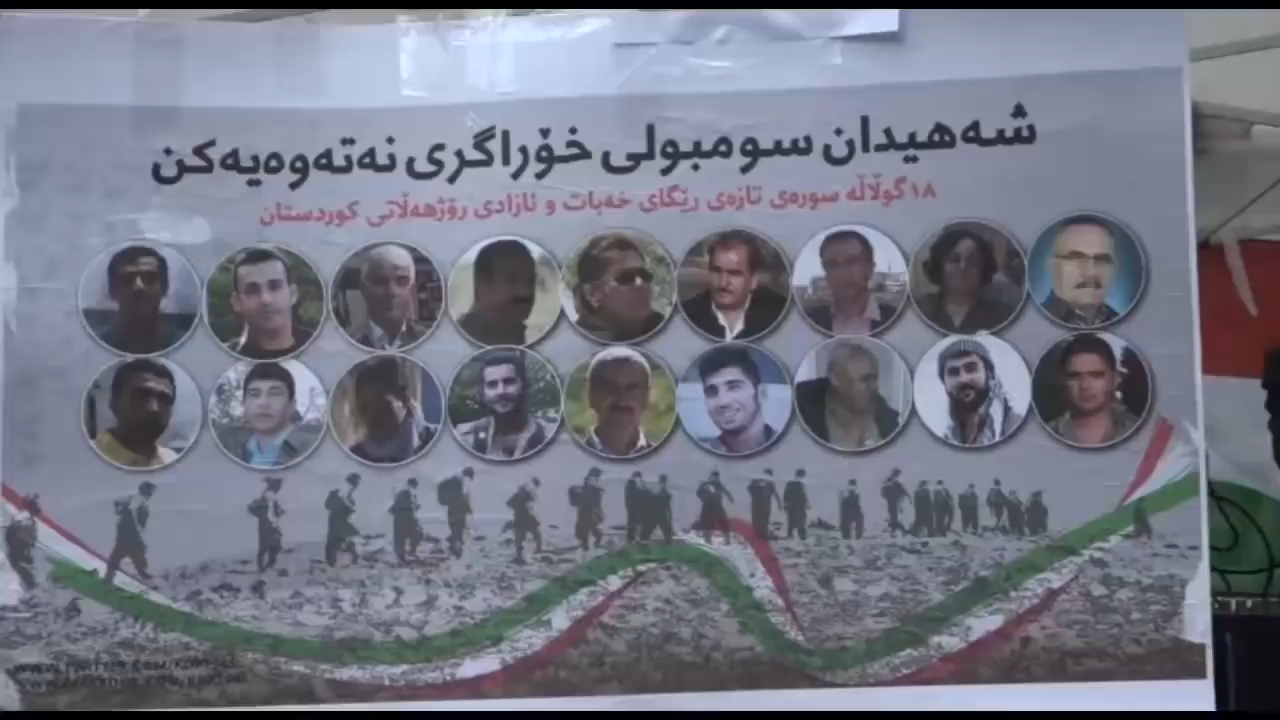 شەهیدان سومبولی خۆراگری نەتەوەیەکن
١٨ گوڵاڵە سورەی تازەی رێگای خەبات و ئازادی رۆژهەڵاتی کوردستان